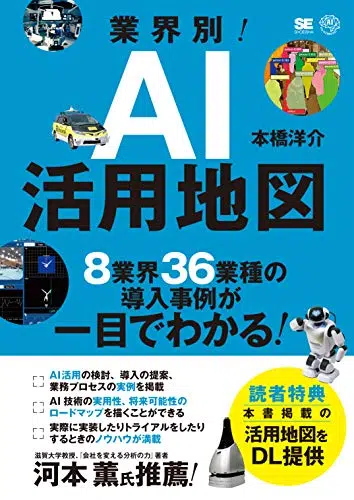 業界別!
SE
SHOEISHA
AI
AI
本橋洋介
活用地図
8業界36業種の
導入事例が
一目でわかる!
AI活用の検討、導入の提案、
業務プロセスの実例を掲載
AI技術の実用性、将来可能性の
ロードマップを描くことができる
実際に実装したりトライアルをしたり
するときのノウハウが満載
滋賀大学教授、『会社を変える分析の力』著者
河本 薫氏推薦!
読者特典
本書掲載の
活用地図を
DL提供